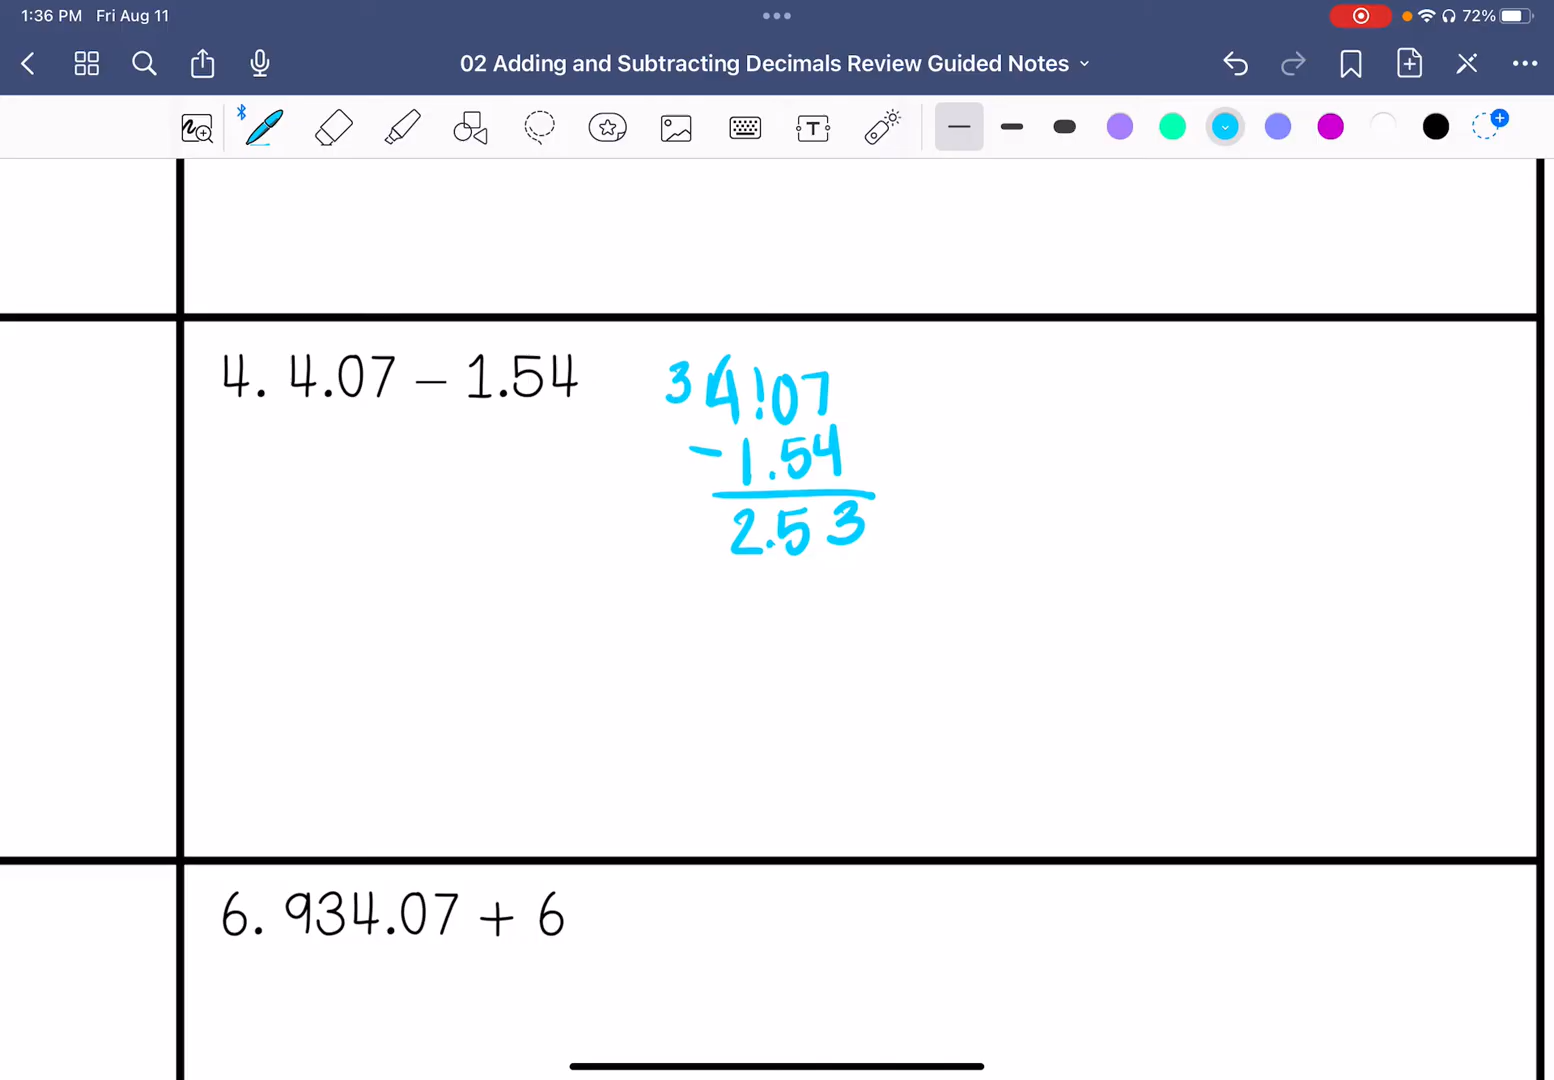 1:36 PM Fri Aug 11
72%
02 Adding and Subtracting Decimals Review Guided Notes
T
4. 4.07 – 1.54
3 4!07
- 1.54
2.53
6. 934.07 + 6